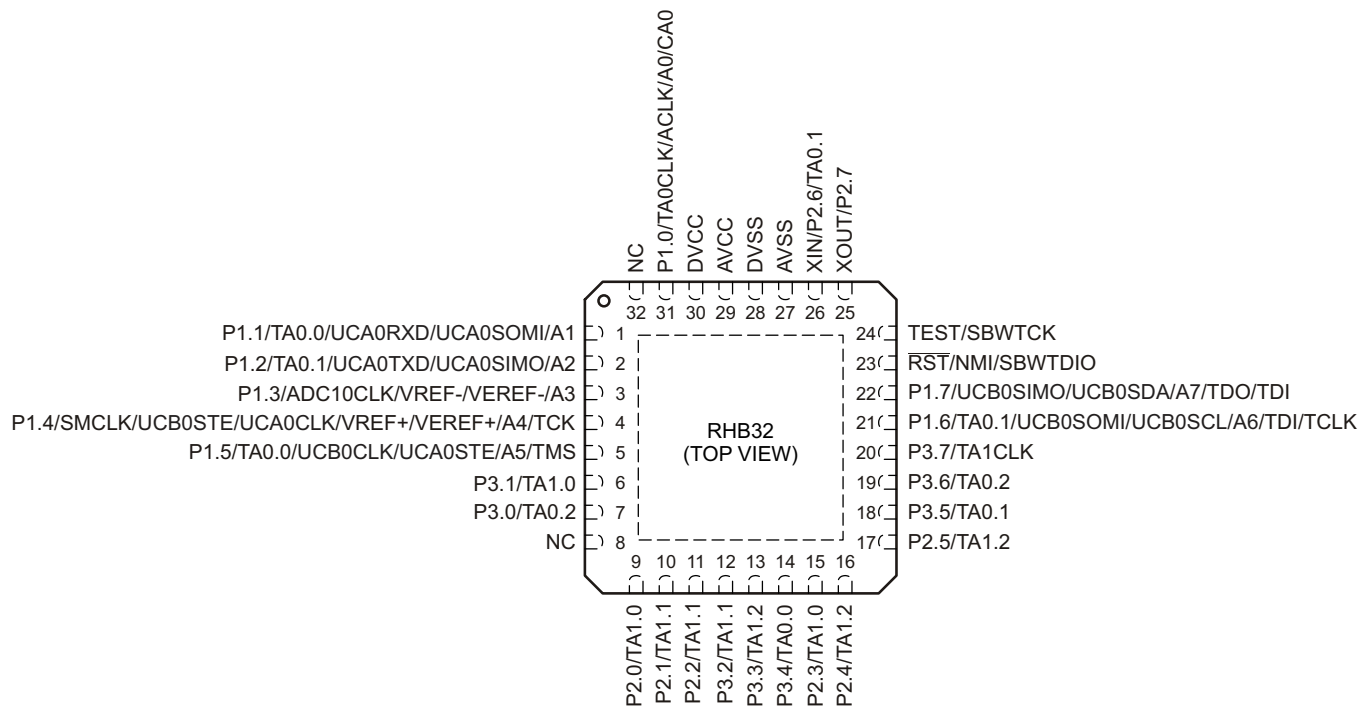 NC
P1.0/TA0CLK/ACLK/A0/CA0
DVCC
AVCC
DVSS
AVSS
XIN/P2.6/TA0.1
XOUT/P2.7
32 31 30 29 28 27 26 25
P1.1/TA0.0/UCA0RXD/UCA0SOMI/A1 1
P1.2/TA0.1/UCA0TXD/UCA0SIMO/A2 2
P1.3/ADC10CLK/VREF-/VEREF-/A3 3
P1.4/SMCLK/UCB0STE/UCA0CLK/VREF+/VEREF+/A4/TCK 4
P1.5/TA0.0/UCB0CLK/UCA0STE/A5/TMS 5
P3.1/TA1.0 6
P3.0/TA0.2 7
NC 8
RHB32
(TOP VIEW)
24 TEST/SBWTCK
23 RST/NMI/SBWTDIO
22 P1.7/UCB0SIMO/UCB0SDA/A7/TDO/TDI
21 P1.6/TA0.1/UCB0SOMI/UCB0SCL/A6/TDI/TCLK
20 P3.7/TA1CLK
19 P3.6/TA0.2
18 P3.5/TA0.1
17 P2.5/TA1.2
9 10 11 12 13 14 15 16
P2.0/TA1.0
P2.1/TA1.1
P2.2/TA1.1
P3.2/TA1.1
P3.3/TA1.2
P3.4/TA0.0
P2.3/TA1.0
P2.4/TA1.2